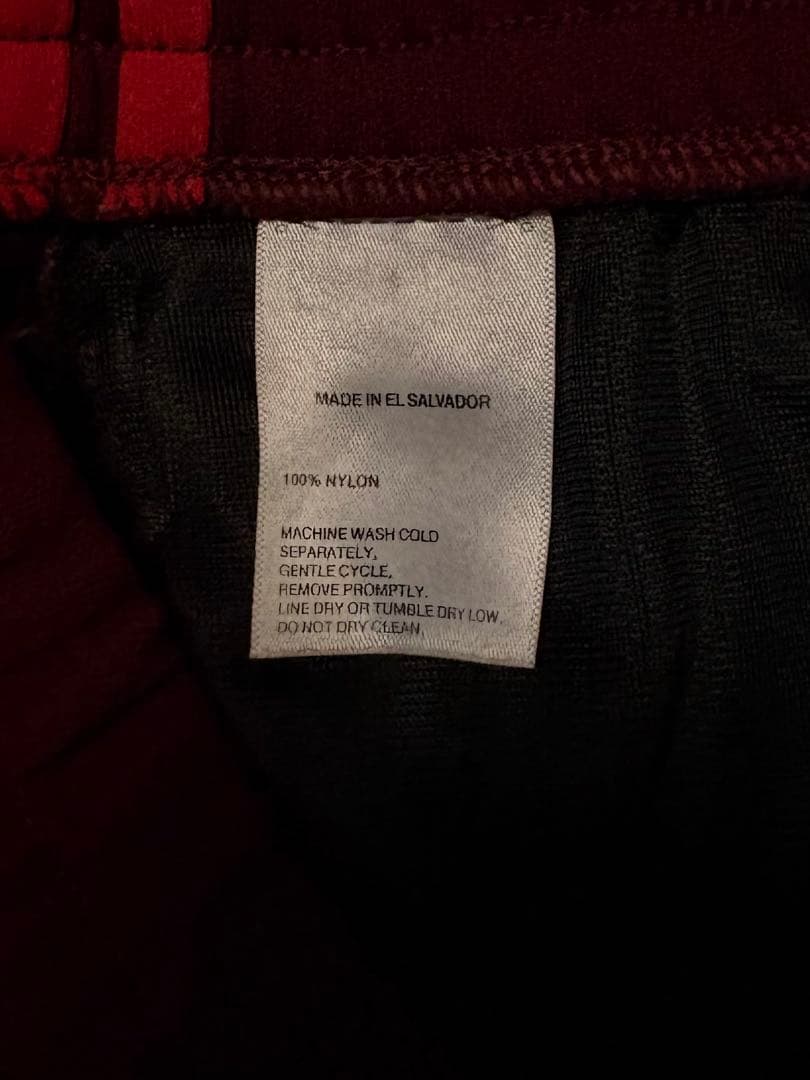 MADE IN EL SALVADOR
100% NYLON
MACHINE WASH COLD
SEPARATELY,
GENTLE CYCLE,
REMOVE PROMPTLY.
LINE DRY OR TUMBLE DRY LOW,
DO NOT DRY CLEAN,